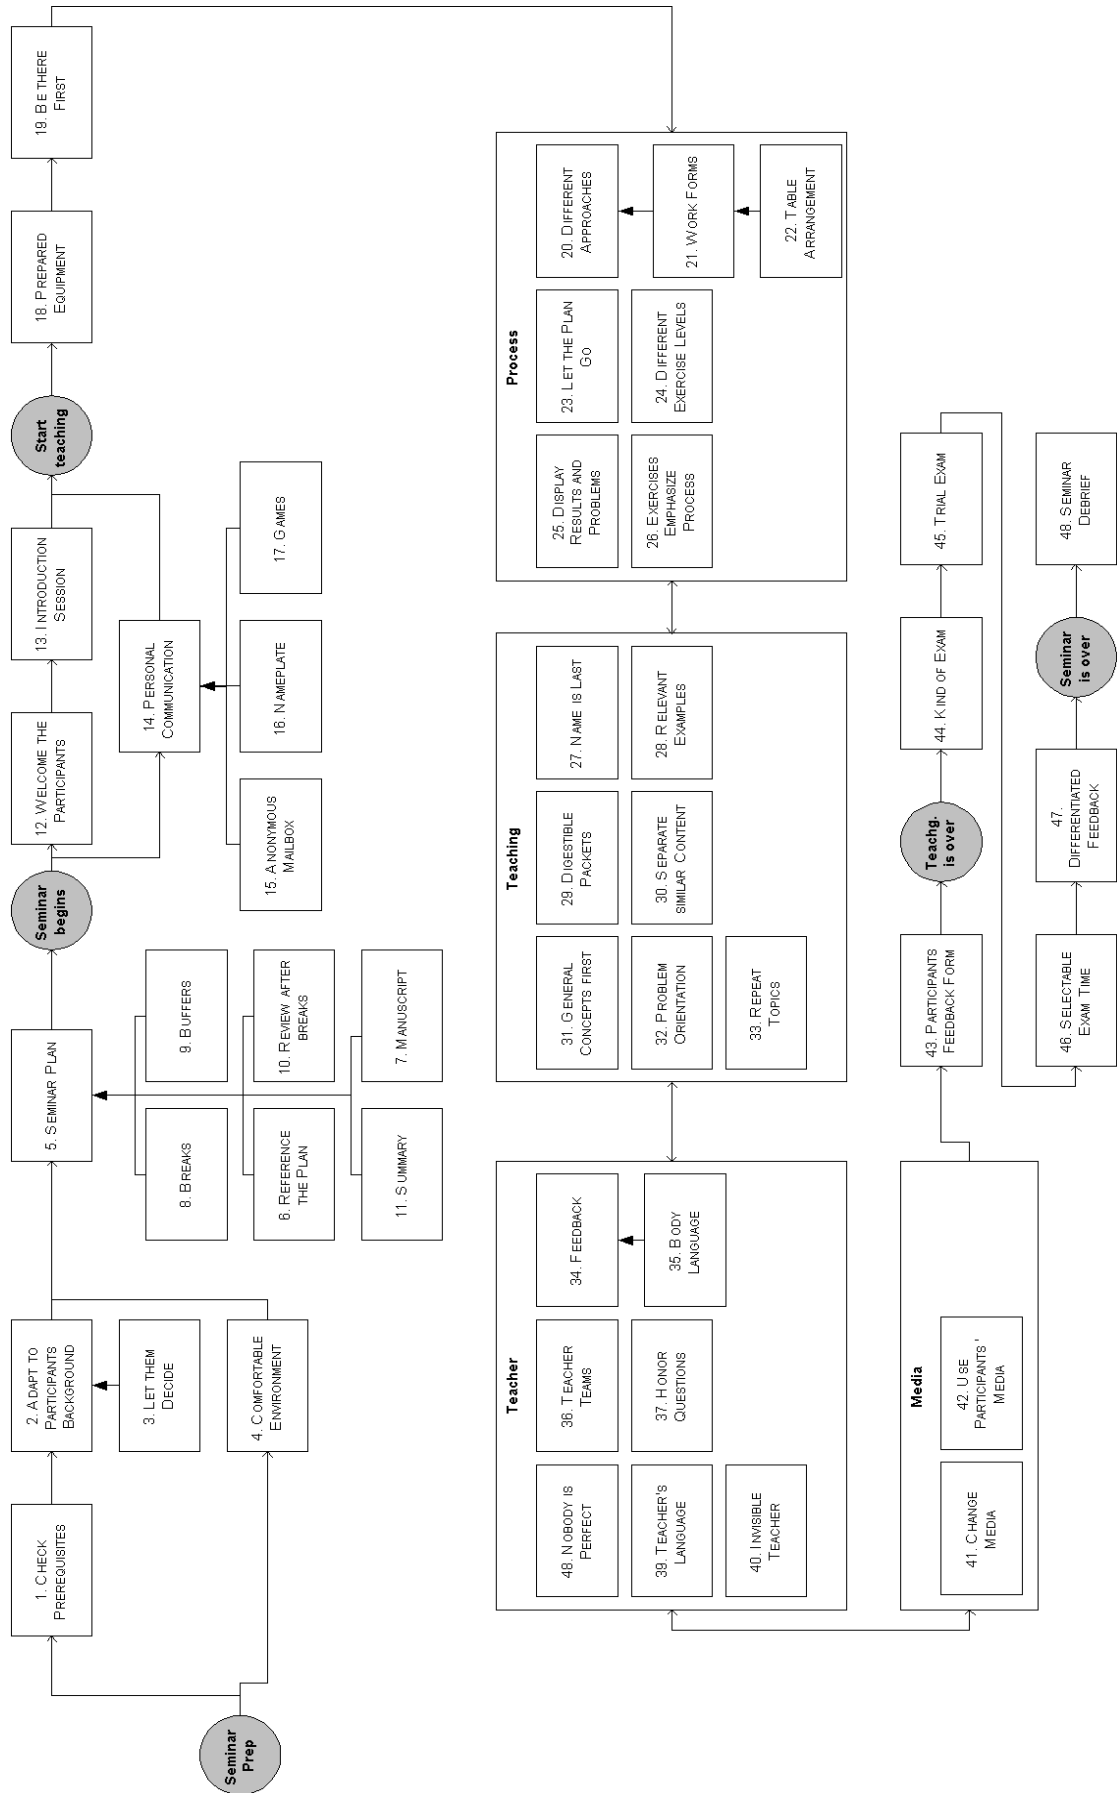 Seminar
Prep
1. CHECK
PREREQUISITES
2. ADAPT TO
PARTICIPANTS
BACKGROUND
3. LET THEM
DECIDE
4. COMFORTABLE
ENVIRONMENT
5. SEMINAR PLAN
8. BREAKS
9. BUFFERS
6. REFERENCE
THE PLAN
10. REVIEW AFTER
BREAKS
11. SUMMARY
7. MANUSCRIPT
Seminar
begins
12. WELCOME THE
PARTICIPANTS
13. INTRODUCTION
SESSION
14. PERSONAL
COMMUNICATION
15. ANONYMOUS
MAILBOX
16. NAMEPLATE
17. GAMES
Start
teaching
18. PREPARED
EQUIPMENT
19. BE THERE
FIRST
Teacher
48. NOBODY IS
PERFECT
36. TEACHER
TEAMS
34. FEEDBACK
39. TEACHER'S
LANGUAGE
37. HONOR
QUESTIONS
35. BODY
LANGUAGE
40. INVISIBLE
TEACHER
Teaching
31. GENERAL
CONCEPTS FIRST
29. DIGESTIBLE
PACKETS
27. NAME IS LAST
32. PROBLEM
ORIENTATION
30. SEPARATE
SIMILAR CONTENT
28. RELEVANT
EXAMPLES
33. REPEAT
TOPICS
Process
25. DISPLAY
RESULTS AND
PROBLEMS
23. LET THE PLAN
GO
20. DIFFERENT
APPROACHES
26. EXERCISES
EMPHASIZE
PROCESS
24. DIFFERENT
EXERCISE LEVELS
21. WORK FORMS
22. TABLE
ARRANGEMENT
Media
41. CHANGE
MEDIA
42. USE
PARTICIPANTS'
MEDIA
43. PARTICIPANTS
FEEDBACK FORM
Teachg.
is over
44. KIND OF EXAM
45. TRIAL EXAM
46. SELECTABLE
EXAM TIME
47.
DIFFERENTIATED
FEEDBACK
Seminar
is over
48. SEMINAR
DEBRIEF